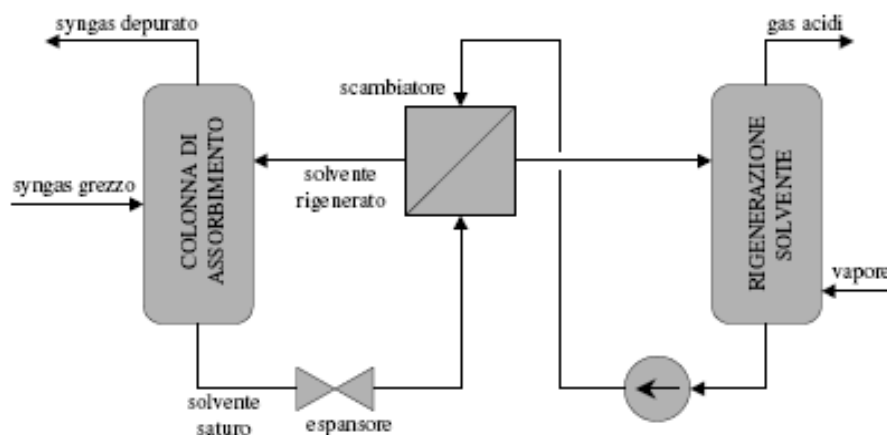 syngas depurato
gas acidi
scambiatore
COLONNA DI
ASSORBIMENTO
RIGENERAZIONE
SOLVENTE
syngas grezzo
solvente
rigenerato
vapore
solvente
saturo
espansore